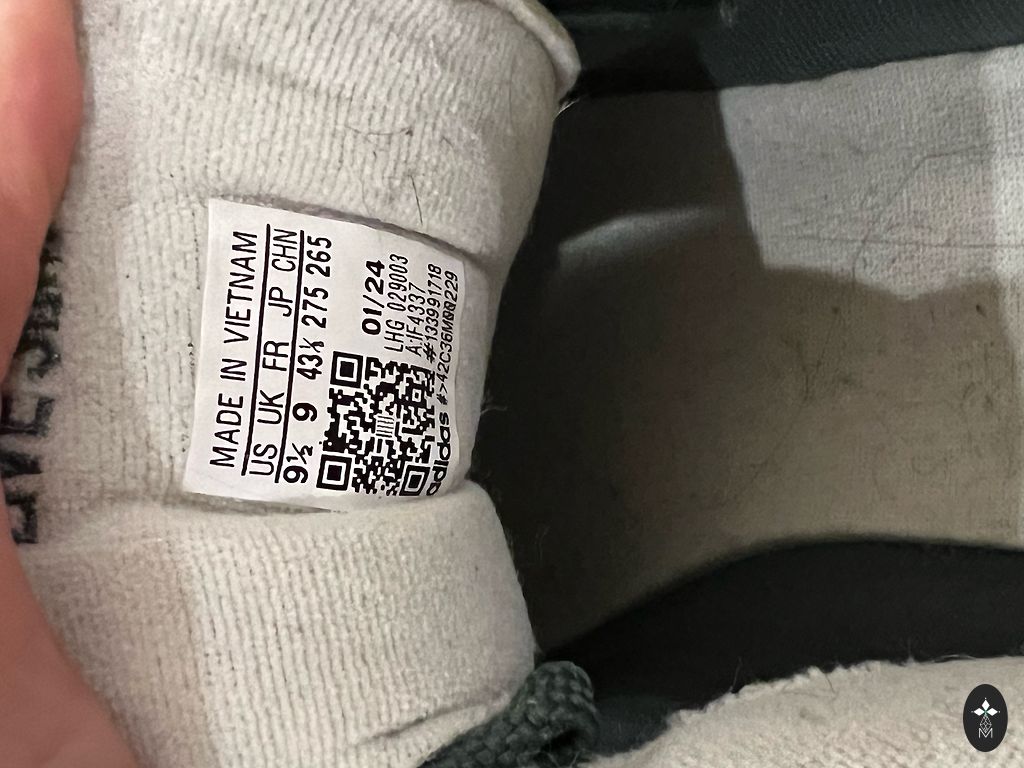 MADE IN VIETNAM
US UK FR JP CHN
9½ 9 43⅓ 275 265
01/24
LHG 029003
A:IF4337
#133991718
#>42C36M
adidas
M